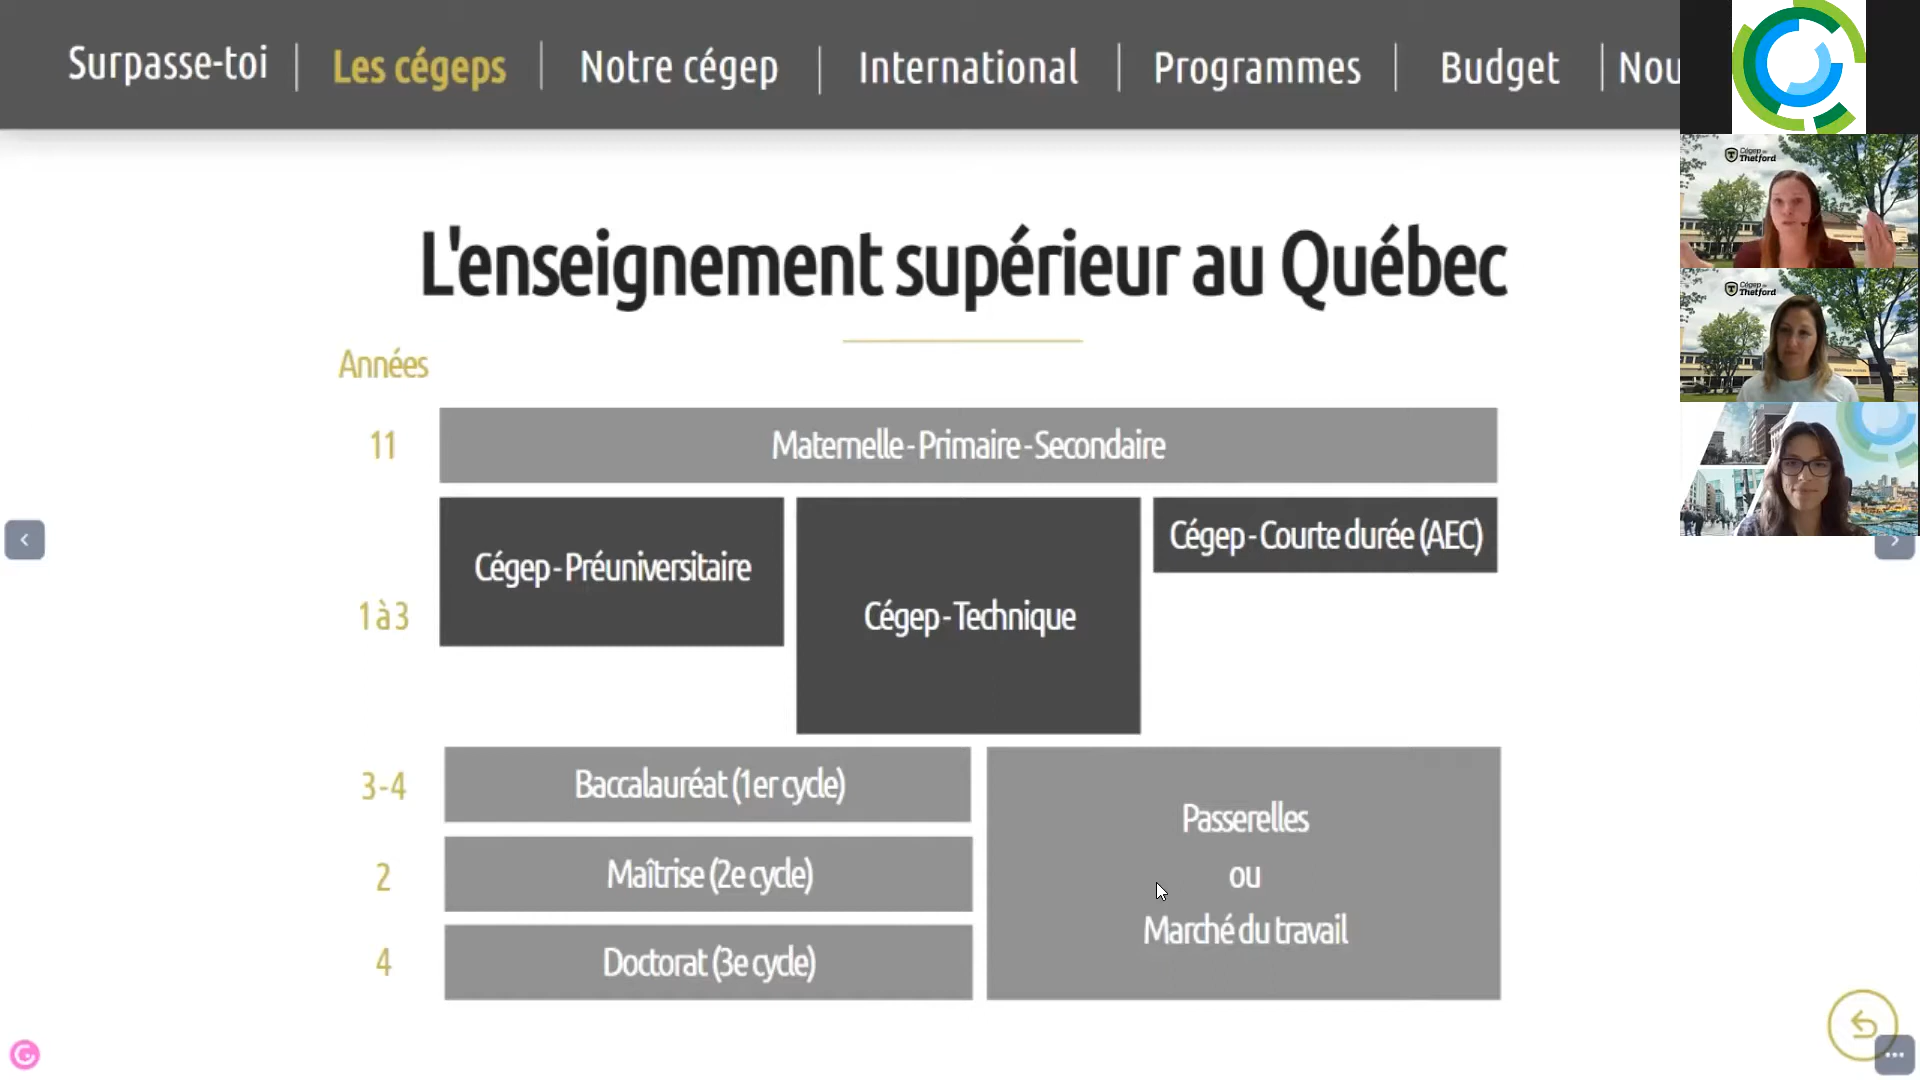 Surpasse-toi
Les cégeps
Notre cégep
International
Programmes
Budget
Nou
Cégep de
Thetford
Cégep de
Thetford
L'enseignement supérieur au Québec
Années
11
Maternelle - Primaire - Secondaire
Cégep - Préuniversitaire
Cégep - Technique
Cégep - Courte durée (AEC)
1 à 3
3-4
Baccalauréat (1er cycle)
2
Maîtrise (2e cycle)
4
Doctorat (3e cycle)
Passerelles
ou
Marché du travail